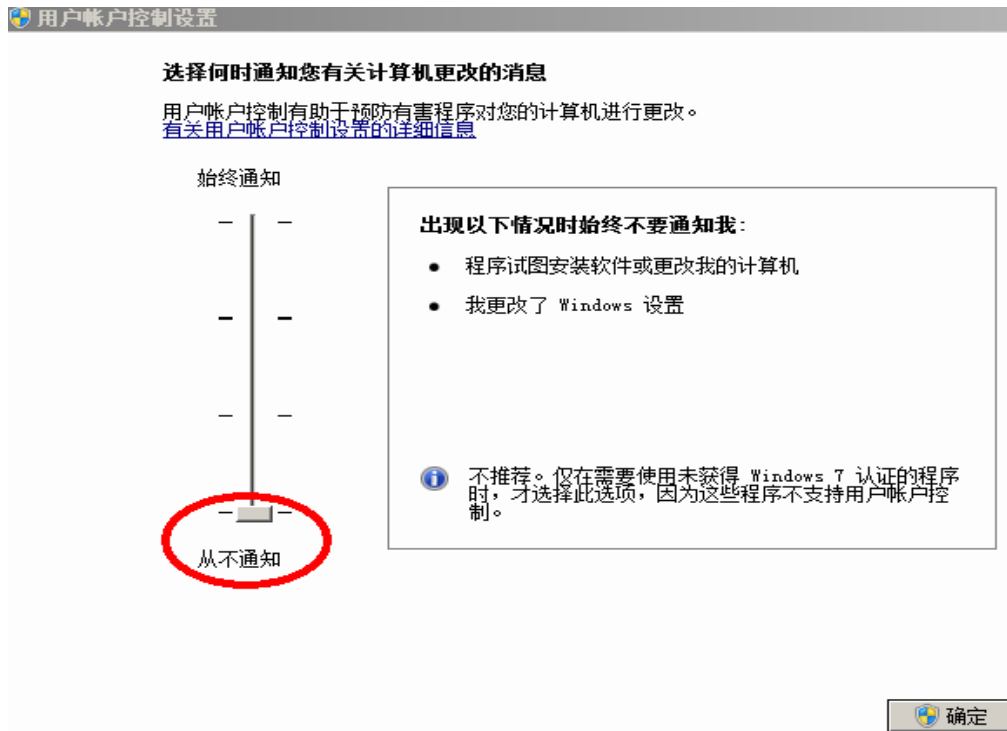 用户帐户控制设置
选择何时通知您有关计算机更改的消息
用户帐户控制有助于预防有害程序对您的计算机进行更改。
有关用户帐户控制设置的详细信息
始终通知
出现以下情况时始终不要通知我:
程序试图安装软件或更改我的计算机
我更改了 Windows 设置
不推荐。仅在需要使用未获得 Windows 7 认证的程序
时，才选择此选项，因为这些程序不支持用户帐户控
制。
从不通知
确定